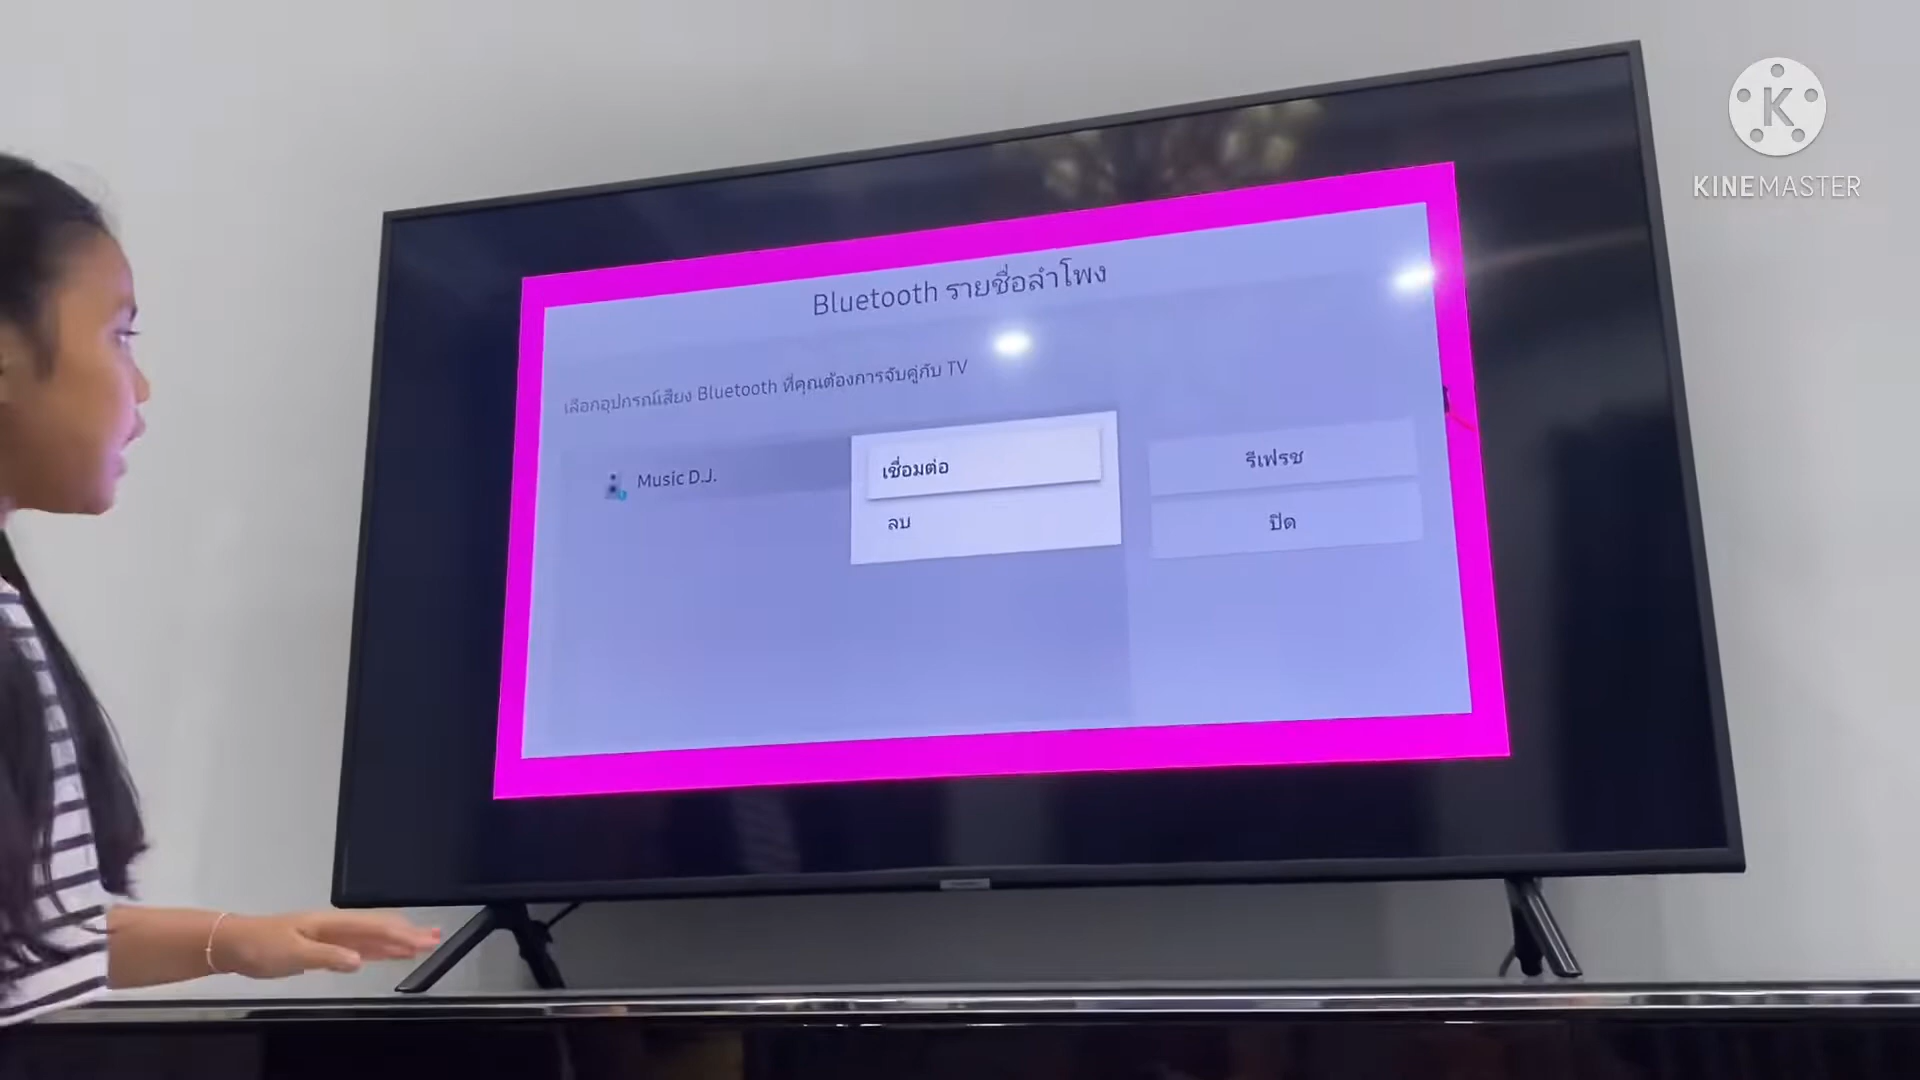 KINEMASTER
Bluetooth รายชื่อลำโพง
เลือกอุปกรณ์เสียง Bluetooth ที่คุณต้องการจับคู่กับ TV
Music D.J.
เชื่อมต่อ
ลบ
รีเฟรช
ปิด